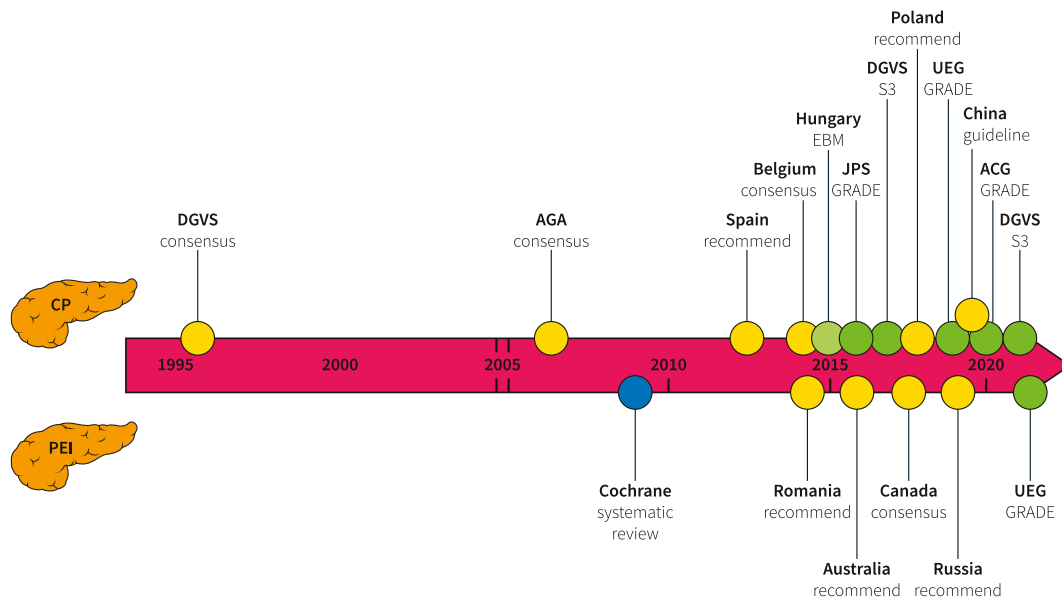 Poland
recommend
DGVS
S3
UEG
GRADE
Hungary
EBM
China
guideline
Belgium
consensus
JPS
GRADE
ACG
GRADE
DGVS
consensus
AGA
consensus
Spain
recommend
DGVS
S3
CP
1995
2000
2005
2010
2015
2020
PEI
Cochrane
systematic
review
Romania
recommend
Canada
consensus
UEG
GRADE
Australia
recommend
Russia
recommend